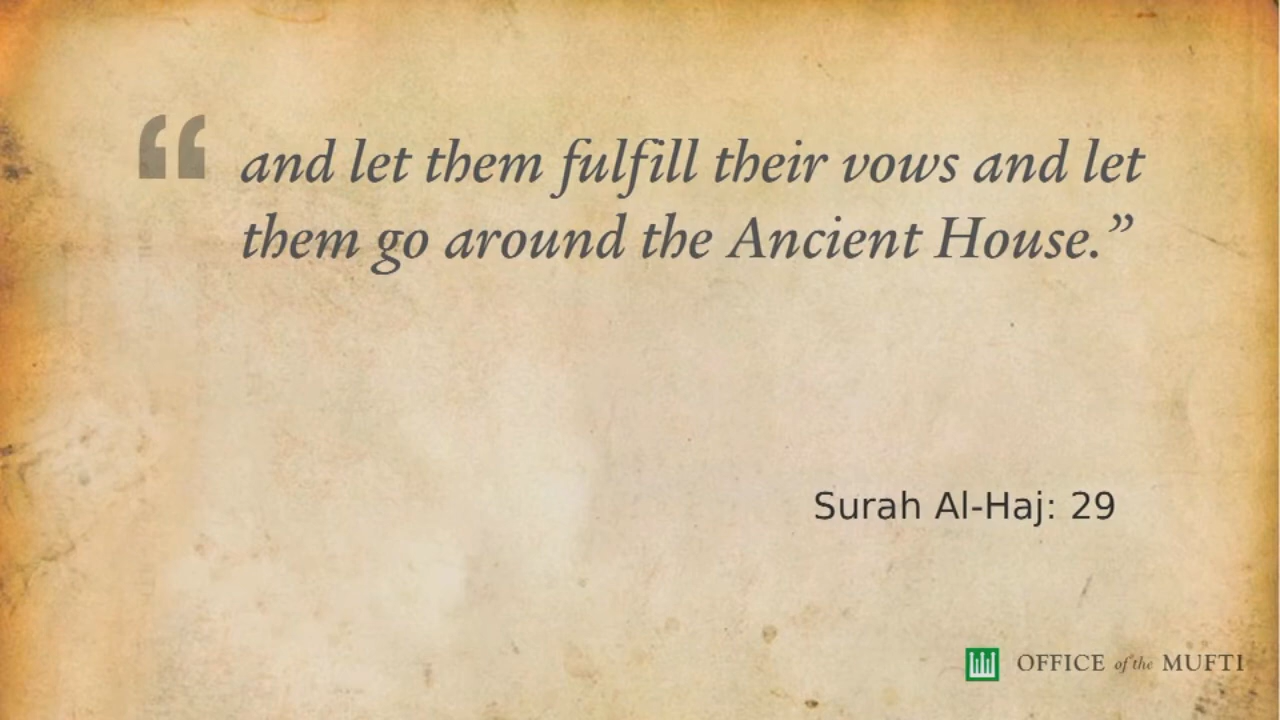 “ and let them fulfill their vows and let
them go around the Ancient House.”
Surah Al-Haj: 29
OFFICE of the MUFTI